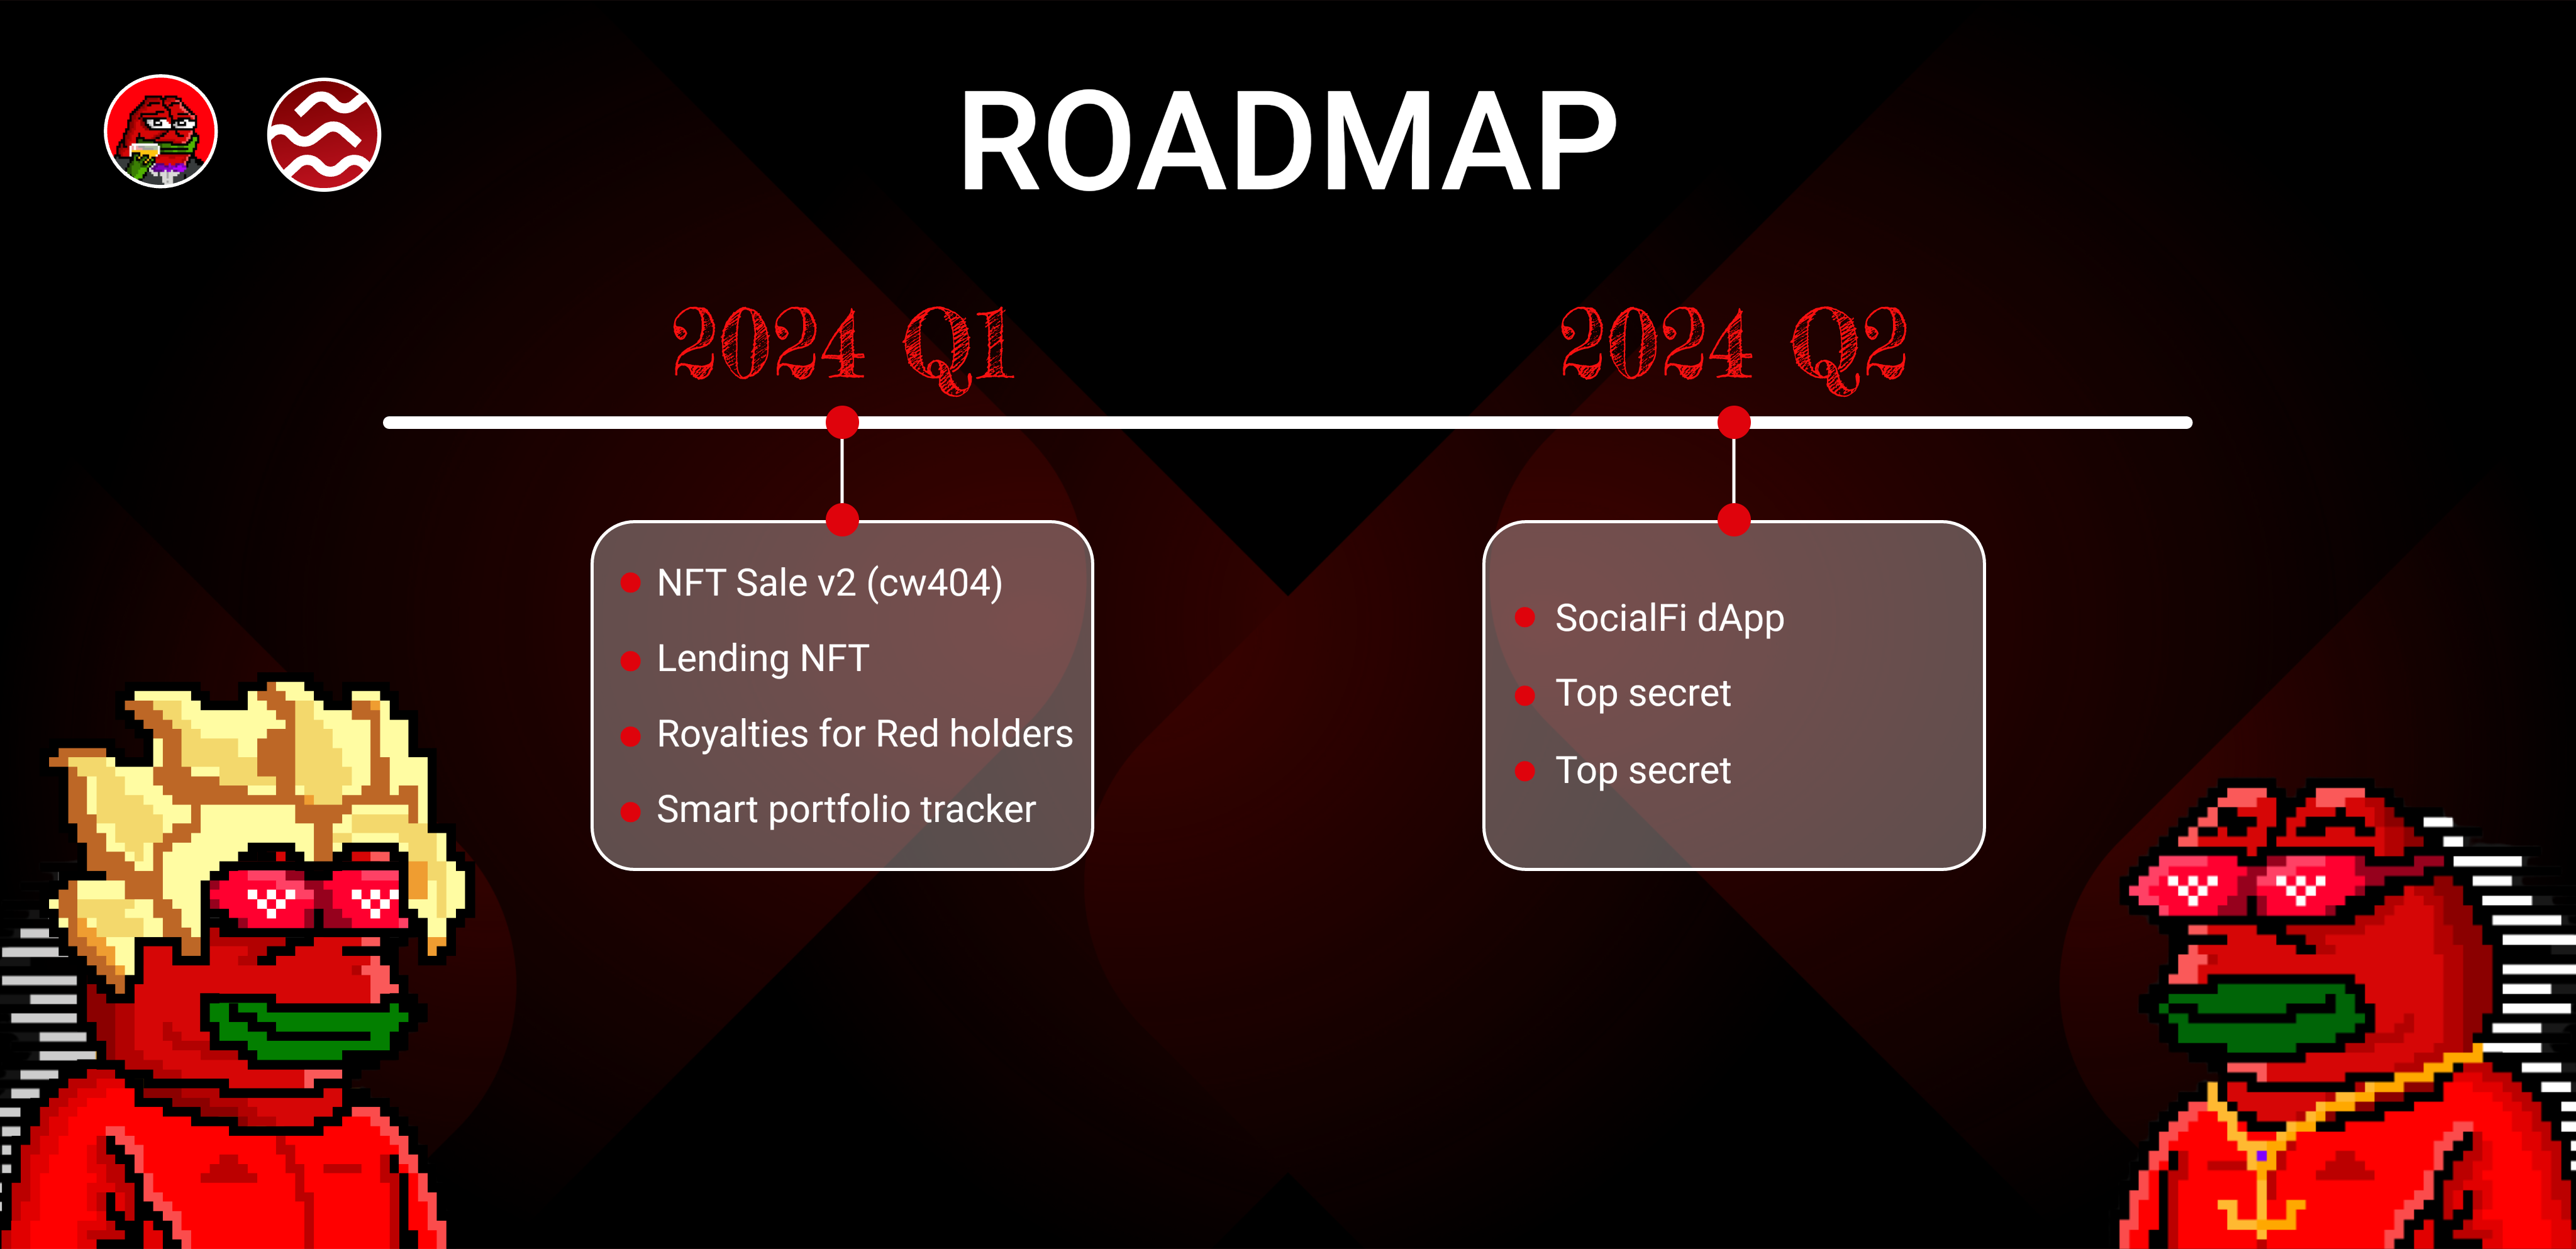 ROADMAP
2024 Q1
NFT Sale v2 (cw404)
Lending NFT
Royalties for Red holders
Smart portfolio tracker
2024 Q2
SocialFi dApp
Top secret
Top secret